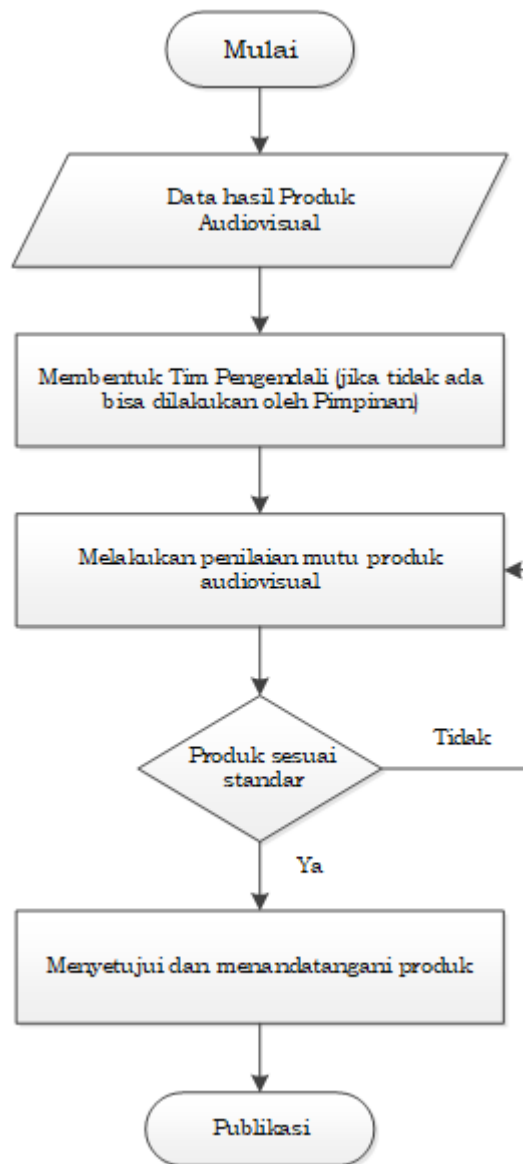 Mulai
Data hasil Produk
Audiovisual
Membentuk Tim Pengendali (jika tidak ada
bisa dilakukan oleh Pimpinan)
Melakukan penilaian mutu produk
audiovisual
Produk sesuai
standar
Tidak
Ya
Menyetujui dan menandatangani produk
Publikasi